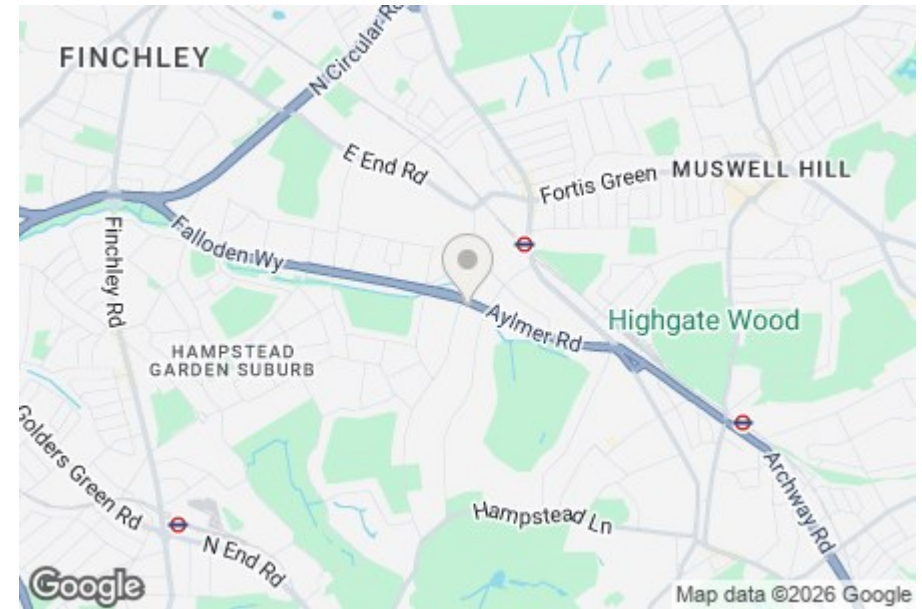 FINCHLEY
N Circular Rd
E End Rd
Fortis Green
MUSWELL HILL
Falloden Wy
Finchley Rd
Aylmer Rd
Highgate Wood
HAMPSTEAD
GARDEN SUBURB
Golders Green Rd
N End Rd
Hampstead Ln
Archway Rd
Google
Map data ©2026 Google